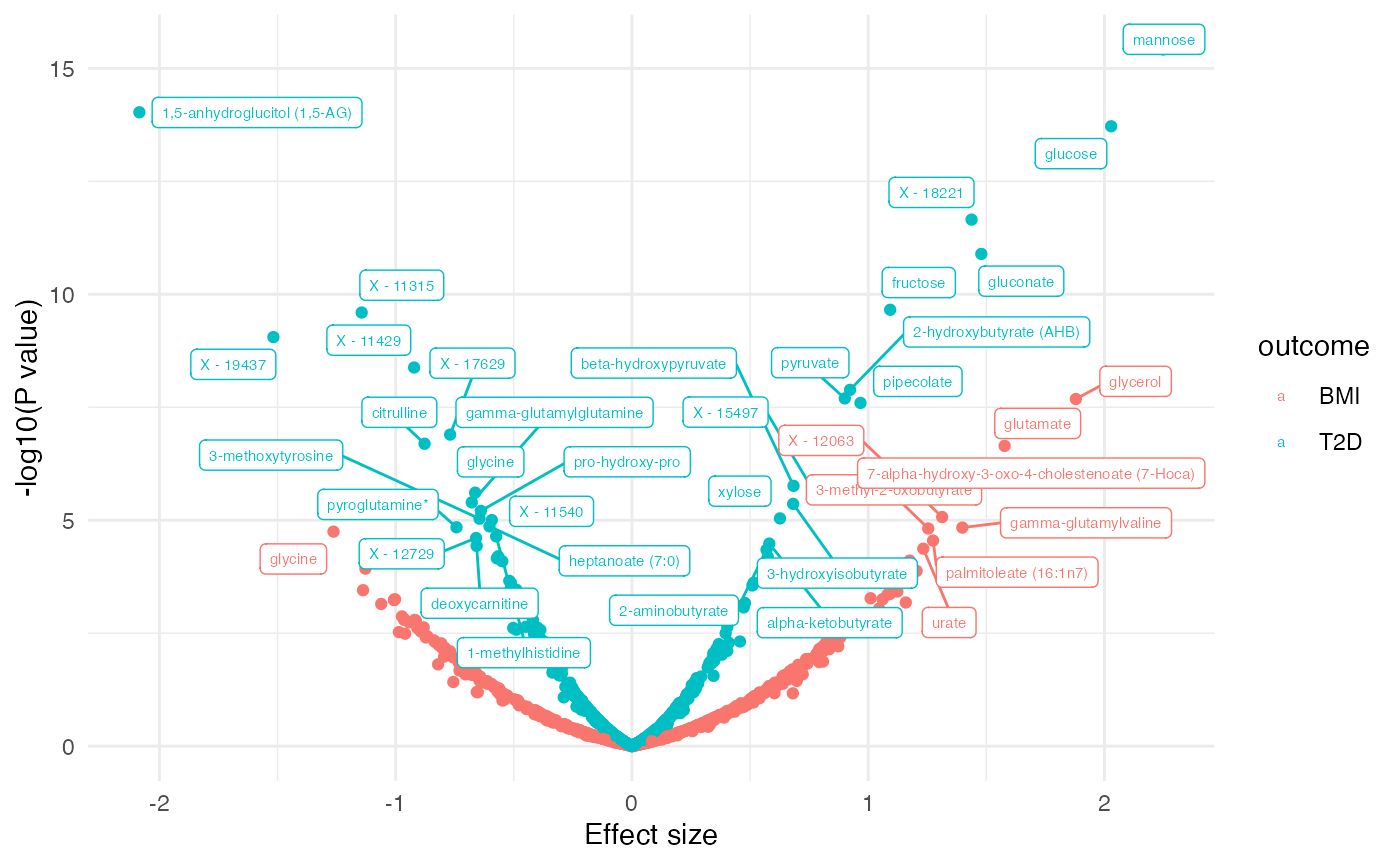 mannose
15
1,5-anhydroglucitol (1,5-AG)
glucose
X - 18221
X - 11315
fructose
gluconate
10
2-hydroxybutyrate (AHB)
X - 11429
outcome
X - 19437
X - 17629
beta-hydroxypyruvate
pyruvate
pipecolate
glycerol
a BMI
citrulline
gamma-glutamylglutamine
X - 15497
glutamate
X - 12063
a T2D
3-methoxytyrosine
glycine
pro-hydroxy-pro
7-alpha-hydroxy-3-oxo-4-cholestenoate (7-Hoca)
xylose
3-methyl-2-oxobutyrate
pyroglutamine*
X - 11540
5
gamma-glutamylvaline
glycine
X - 12729
heptanoate (7:0)
3-hydroxyisobutyrate
palmitoleate (16:1n7)
deoxycarnitine
2-aminobutyrate
alpha-ketobutyrate
urate
1-methylhistidine
0
-2 -1 0 1 2
Effect size
-log10(P value)